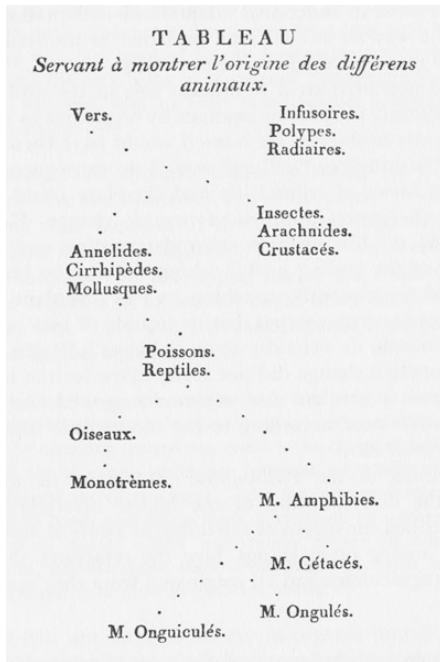 TABLEAU
Servant à montrer l'origine des différens
animaux.
Vers.
Infusoires.
Polypes.
Radiaires.
Insectes.
Arachnides.
Crustacés.
Annelides.
Cirrhipèdes.
Mollusques.
Poissons.
Reptiles.
Oiseaux.
Monotrèmes.
M. Amphibies.
M. Cétacés.
M. Ongulés.
M. Onguiculés.